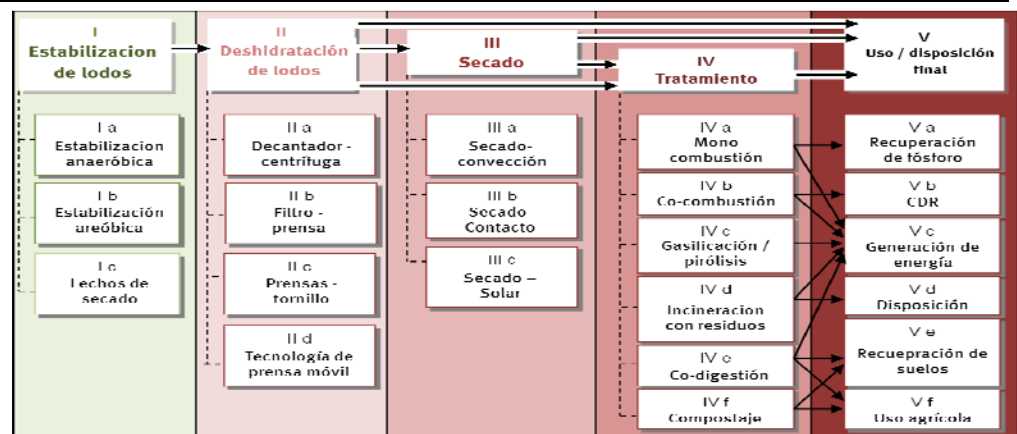 I
Estabilizacion
de lodos
II
Deshidratación
de lodos
III
Secado
IV
Tratamiento
V
Uso / disposición
final
I a
Estabilizacion
anaeróbica
I b
Estabilización
areóbica
I c
Lechos de
secado
II a
Decantador -
centrífuga
II b
Filtro -
prensa
II c
Prensas -
tornillo
II d
Tecnología de
prensa móvil
III a
Secado-
convección
III b
Secado
Contacto
III c
Secado –
Solar
IV a
Mono
combustión
IV b
Co-combustión
IV c
Gasilicación /
pirólisis
IV d
Incineracion
con residuos
IV e
Co-digestión
IV f
Compostaje
V a
Recuperación
de fósforo
V b
CDR
V c
Generación de
energía
V d
Disposición
V e
Recuepración de
suelos
V f
Uso agrícola